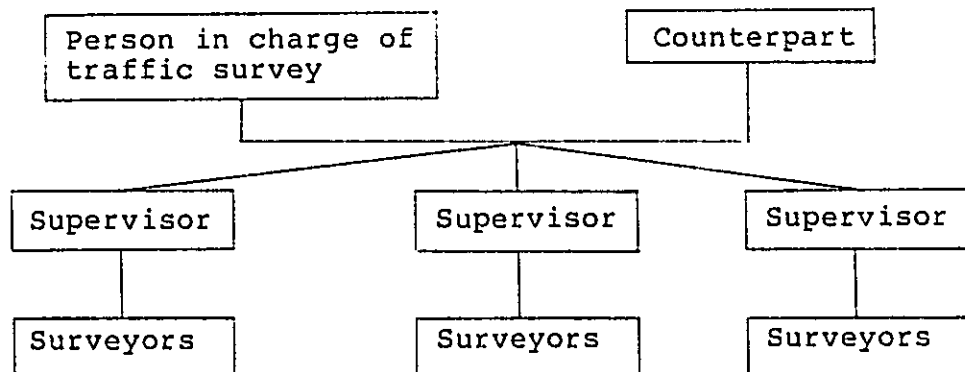 Person in charge of
traffic survey
Counterpart
Supervisor
Supervisor
Supervisor
Surveyors
Surveyors
Surveyors